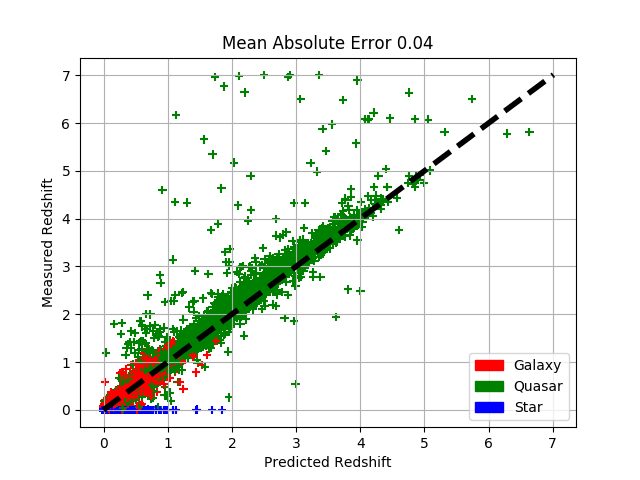 Mean Absolute Error 0.04
7
6
5
4
3
2
1
0
Measured Redshift
Galaxy
Quasar
Star
0 1 2 3 4 5 6 7
Predicted Redshift